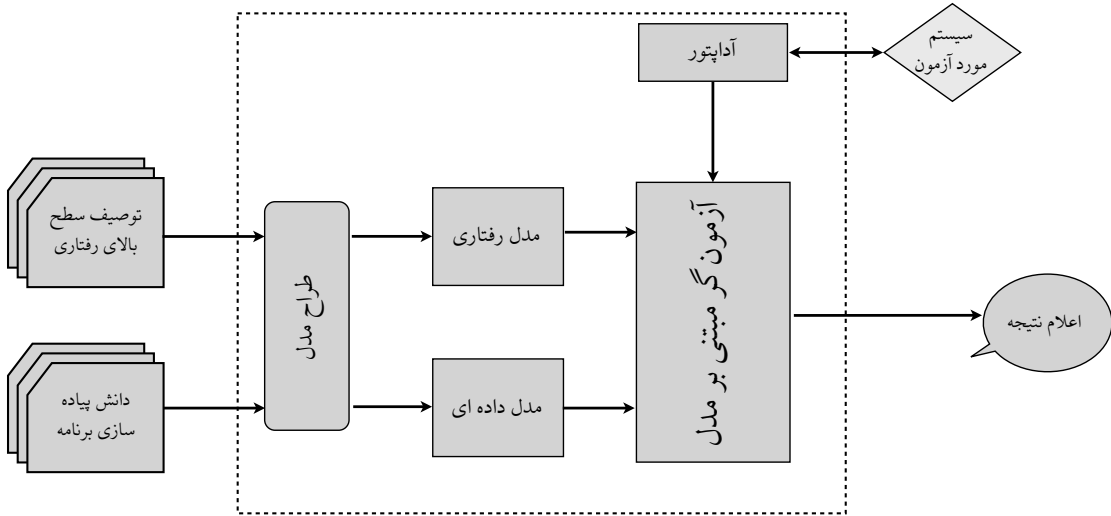 سیستم
مورد آزمون
آداپتور
توصیف سطح
بالای رفتاری
طراح مدل
مدل رفتاری
آزمون گر مبتنی بر مدل
اعلام نتیجه
دانش پیاده
سازی برنامه
مدل داده ای